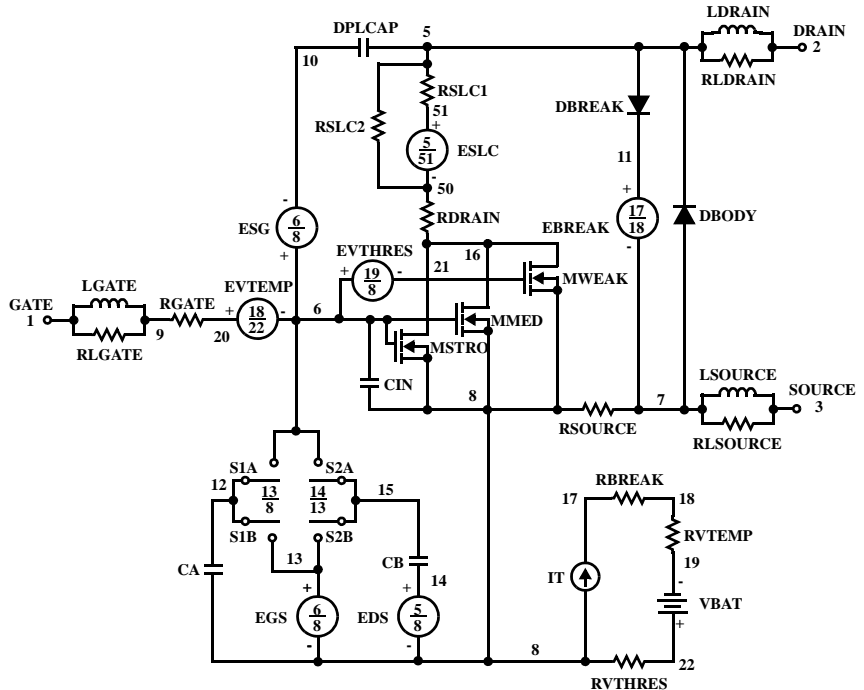 LDRAIN
DPLCAP 5 DRAIN
10 2
RLDRAIN
RSLC1
51
DBREAK
RSLC2
+
5
51
ESLC
11
-
50
-
+
17
18
EBREAK
DBODY
RDRAIN
6
8
ESG
+
EVTHRES
16
-
+
19
8
-
21
MWEAK
LGATE
EVTEMP
GATE
1
RGATE
+
18
22
-
6
MMED
9
20
MSTRO
RLGATE
LSOURCE
CIN
8
7
SOURCE
3
RSOURCE
RLSOURCE
S1A
S2A
12
13
8
14
13
15
RBREAK
17
18
S1B
S2B
RVTEMP
13
CB
19
CA
14
IT
-
+
+
VBAT
EGS
6
8
EDS
5
8
+
-
-
8
22
RVTHRES